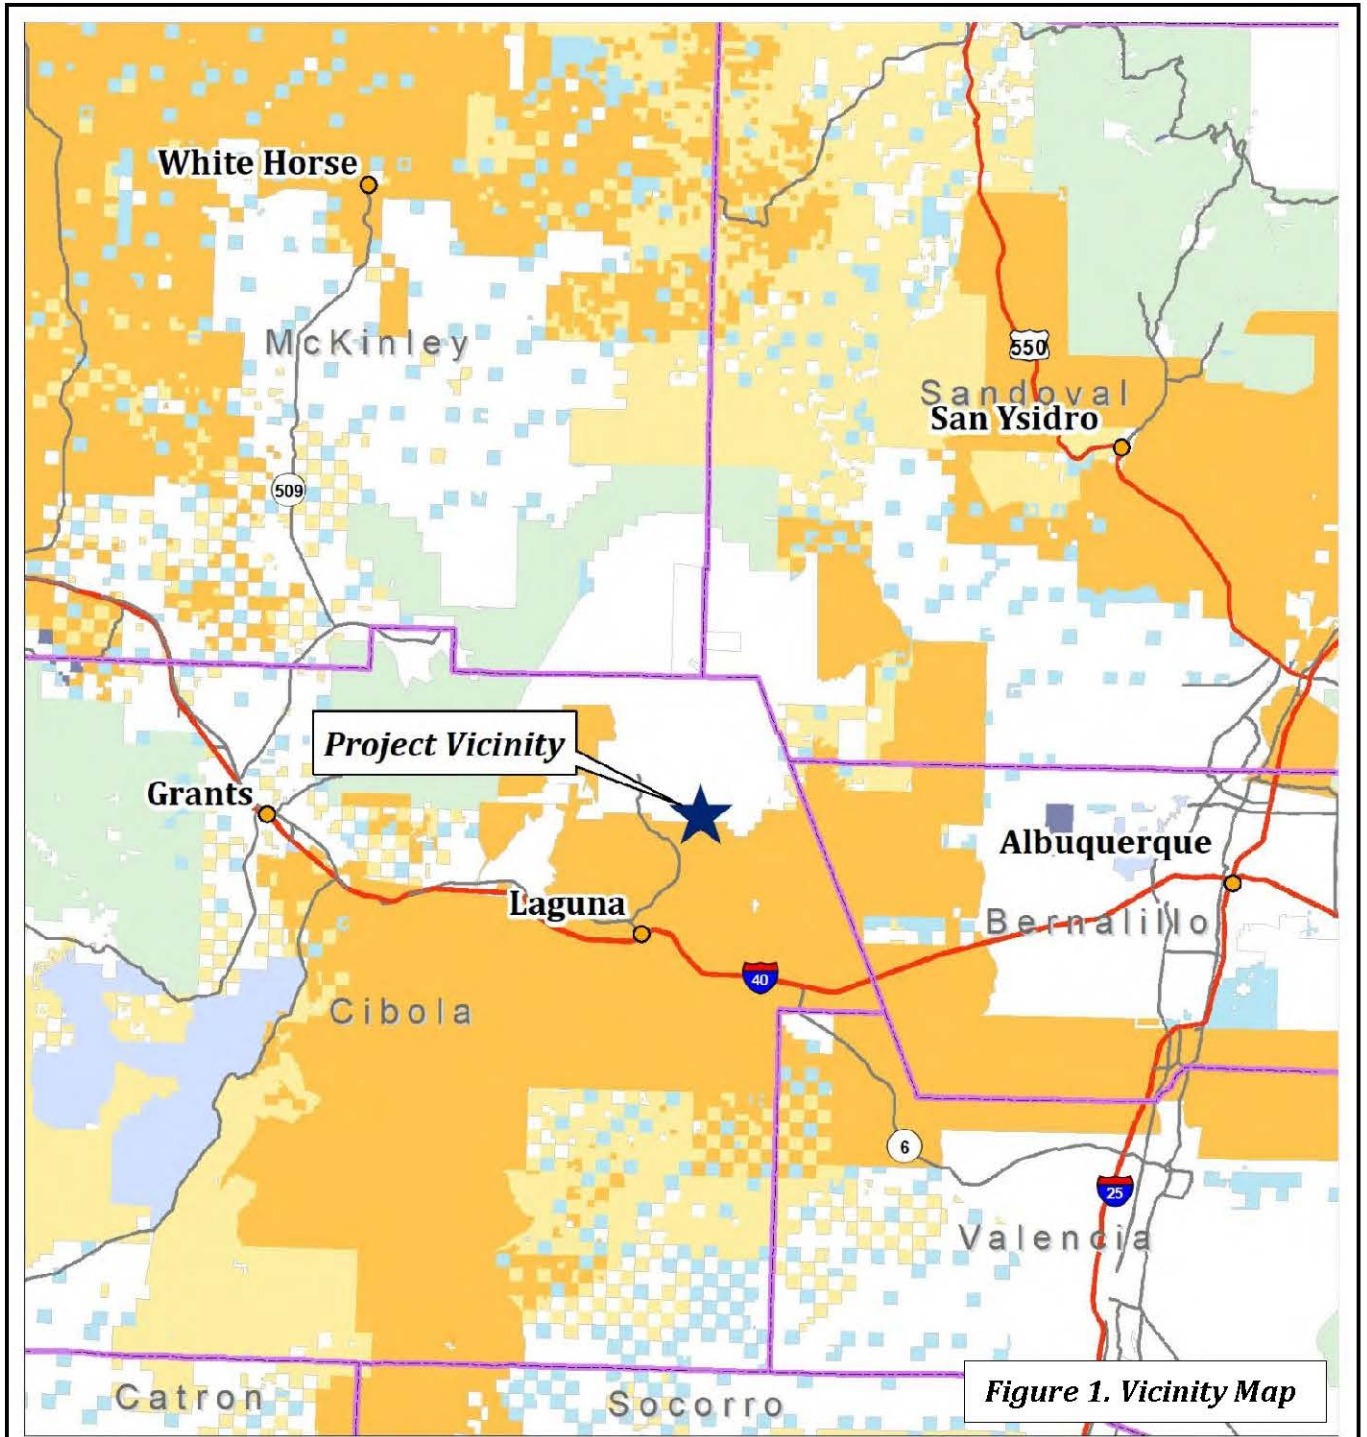 White Horse
McKinley
550
Sandoval
San Ysidro
509
Project Vicinity
Grants
Albuquerque
Laguna
Bernalillo
40
Cibola
6
25
Valencia
Figure 1. Vicinity Map
Catron
Socorro